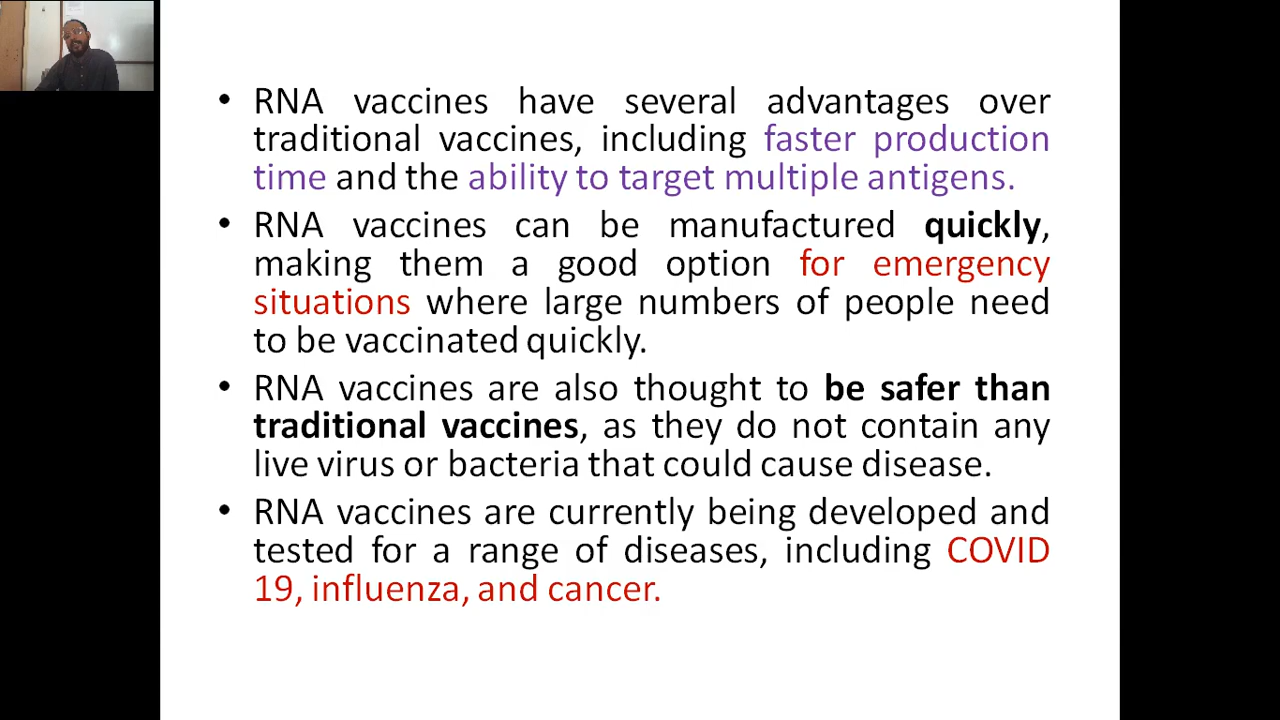 • RNA vaccines have several advantages over
traditional vaccines, including faster production
time and the ability to target multiple antigens.
• RNA vaccines can be manufactured quickly,
making them a good option for emergency
situations where large numbers of people need
to be vaccinated quickly.
• RNA vaccines are also thought to be safer than
traditional vaccines, as they do not contain any
live virus or bacteria that could cause disease.
• RNA vaccines are currently being developed and
tested for a range of diseases, including COVID
19, influenza, and cancer.